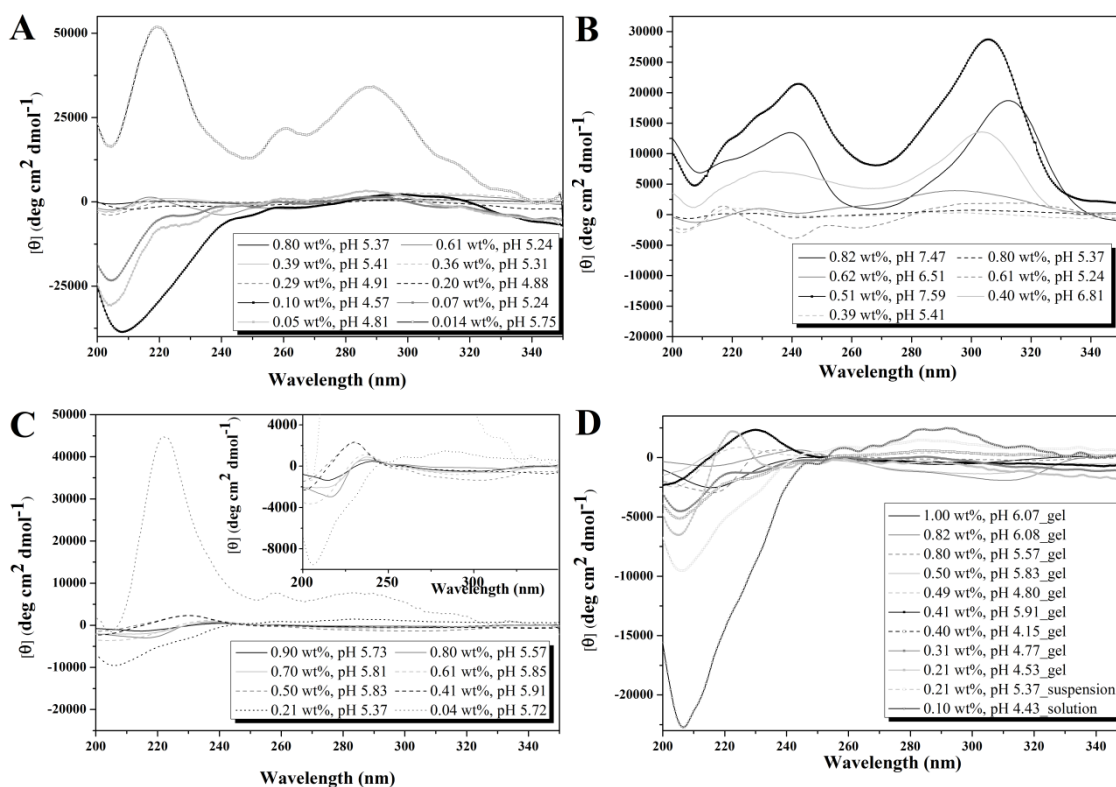 A
[θ] (deg cm² dmol⁻¹)
50000
25000
0
-25000
0.80 wt%, pH 5.37
0.61 wt%, pH 5.24
0.39 wt%, pH 5.41
0.36 wt%, pH 5.31
0.29 wt%, pH 4.91
0.20 wt%, pH 4.88
0.10 wt%, pH 4.57
0.07 wt%, pH 5.24
0.05 wt%, pH 4.81
0.014 wt%, pH 5.75
200 220 240 260 280 300 320 340
Wavelength (nm)
B
[θ] (deg cm² dmol⁻¹)
30000
25000
20000
15000
10000
5000
0
-5000
-10000
-15000
-20000
0.82 wt%, pH 7.47
0.80 wt%, pH 5.37
0.62 wt%, pH 6.51
0.61 wt%, pH 5.24
0.51 wt%, pH 7.59
0.40 wt%, pH 6.81
0.39 wt%, pH 5.41
200 220 240 260 280 300 320 340
Wavelength (nm)
C
[θ] (deg cm² dmol⁻¹)
50000
45000
40000
35000
30000
25000
20000
15000
10000
5000
0
-5000
-10000
-15000
-20000
-25000
[θ] (deg cm² dmol⁻¹)
4000
0
-4000
-8000
200 250 300
Wavelength (nm)
0.90 wt%, pH 5.73
0.80 wt%, pH 5.57
0.70 wt%, pH 5.81
0.61 wt%, pH 5.85
0.50 wt%, pH 5.83
0.41 wt%, pH 5.91
0.21 wt%, pH 5.37
0.04 wt%, pH 5.72
200 220 240 260 280 300 320 340
Wavelength (nm)
D
[θ] (deg cm² dmol⁻¹)
0
-5000
-10000
-15000
-20000
1.00 wt%, pH 6.07_gel
0.82 wt%, pH 6.08_gel
0.80 wt%, pH 5.57_gel
0.50 wt%, pH 5.83_gel
0.49 wt%, pH 4.80_gel
0.41 wt%, pH 5.91_gel
0.40 wt%, pH 4.15_gel
0.31 wt%, pH 4.77_gel
0.21 wt%, pH 4.53_gel
0.21 wt%, pH 5.37_suspension
0.10 wt%, pH 4.43_solution
200 220 240 260 280 300 320 340
Wavelength (nm)